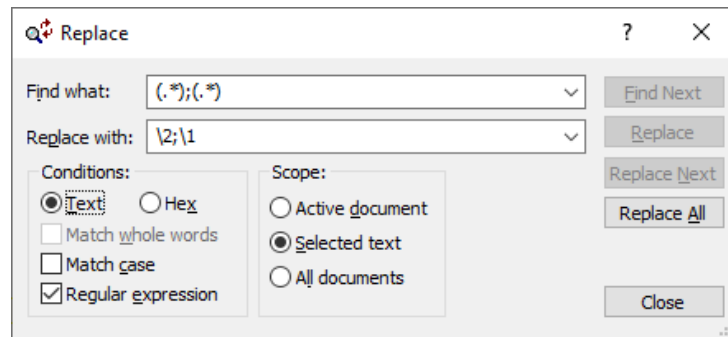 Replace
?
Find what: (.*);(.*)
Find Next
Replace with: \2;\1
Replace
Conditions:
Scope:
Replace Next
Text Hex
Active document
Replace All
Match whole words
Selected text
Match case
All documents
Regular expression
Close